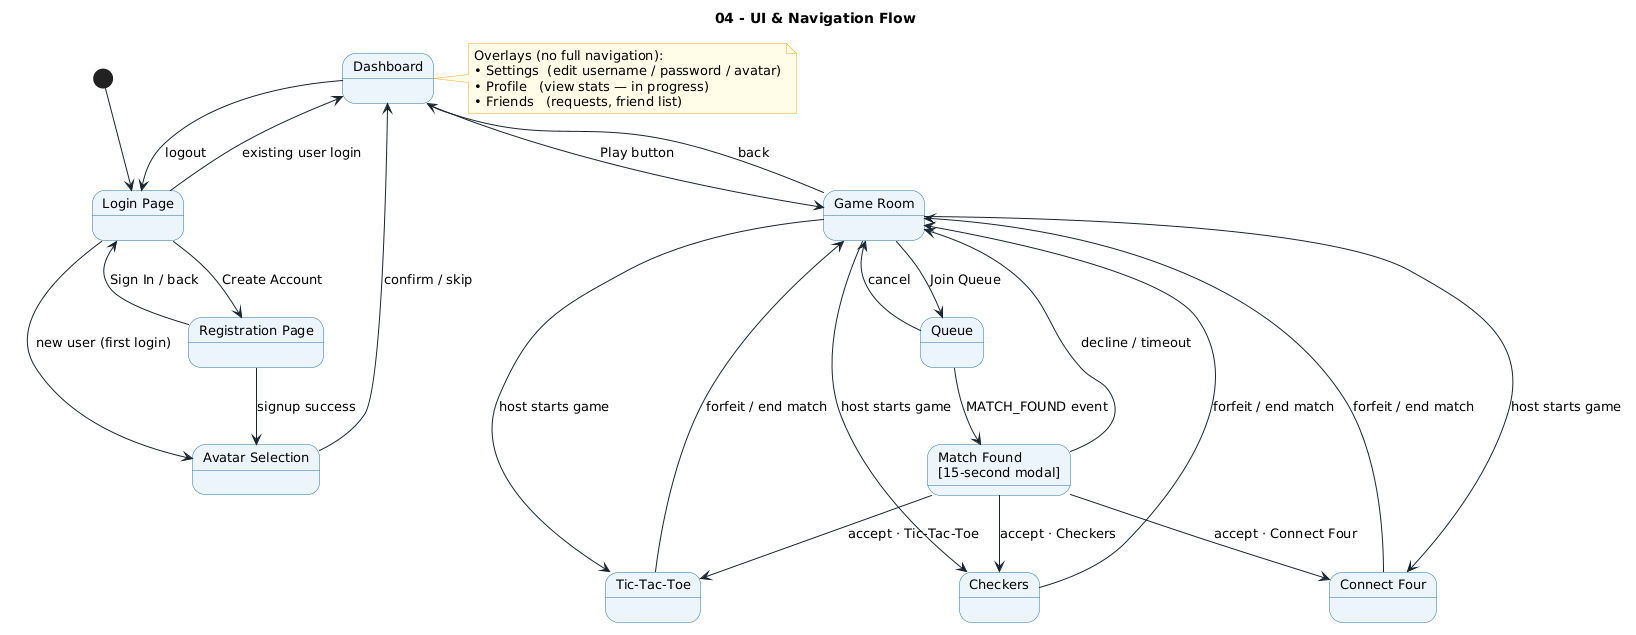 04 - UI & Navigation Flow
Dashboard
Overlays (no full navigation):
• Settings  (edit username / password / avatar)
• Profile   (view stats — in progress)
• Friends   (requests, friend list)
logout
existing user login
Play button
back
Login Page
Game Room
Sign In / back
Create Account
confirm / skip
cancel
Join Queue
Registration Page
Queue
new user (first login)
decline / timeout
signup success
host starts game
forfeit / end match
host starts game
MATCH_FOUND event
forfeit / end match
forfeit / end match
host starts game
Avatar Selection
Match Found
[15-second modal]
accept · Tic-Tac-Toe
accept · Checkers
accept · Connect Four
Tic-Tac-Toe
Checkers
Connect Four